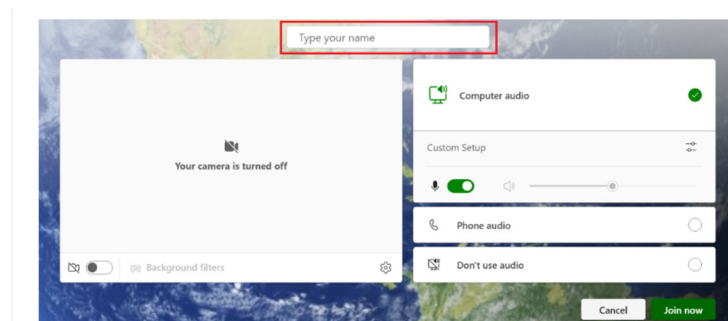 Type your name
Computer audio
Your camera is turned off
Custom Setup
Phone audio
Background filters
Don't use audio
Cancel
Join now